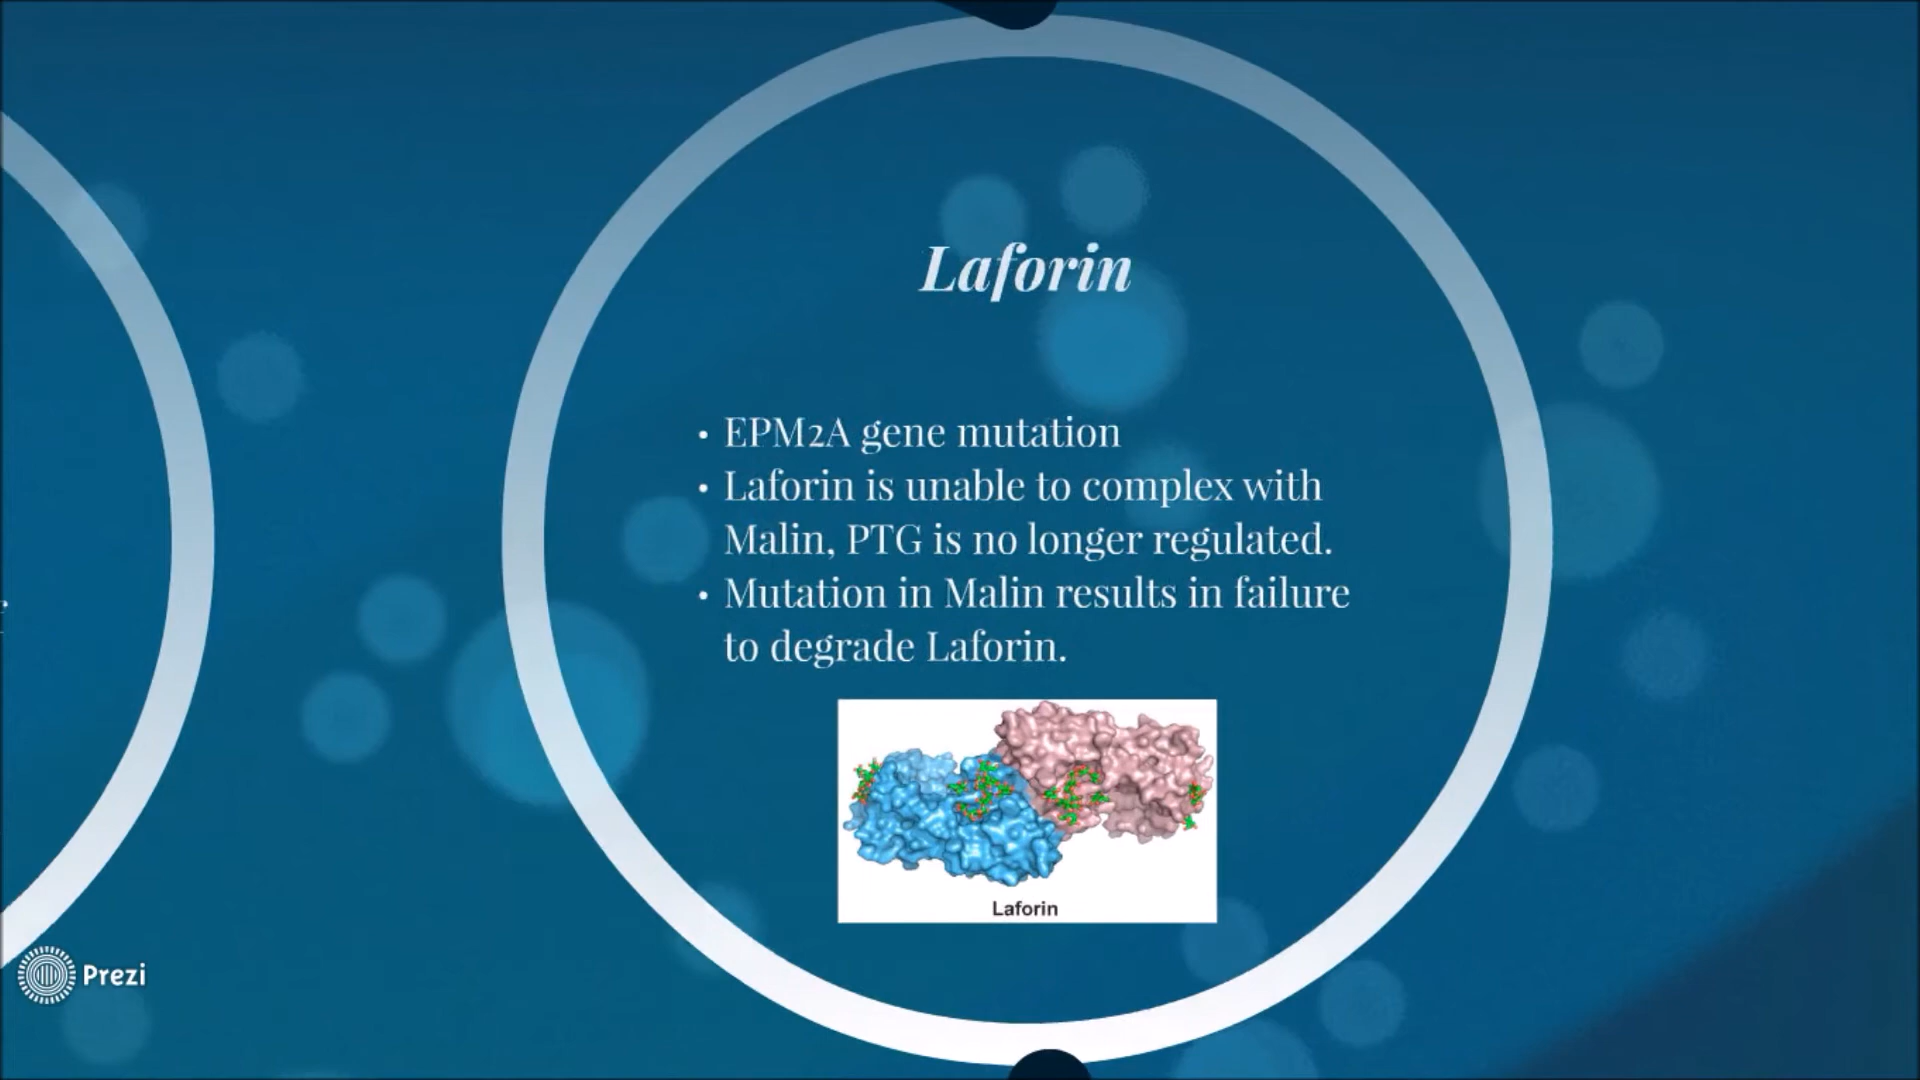 Laforin
• EPM2A gene mutation
• Laforin is unable to complex with
Malin, PTG is no longer regulated.
• Mutation in Malin results in failure
to degrade Laforin.
Laforin
Prezi